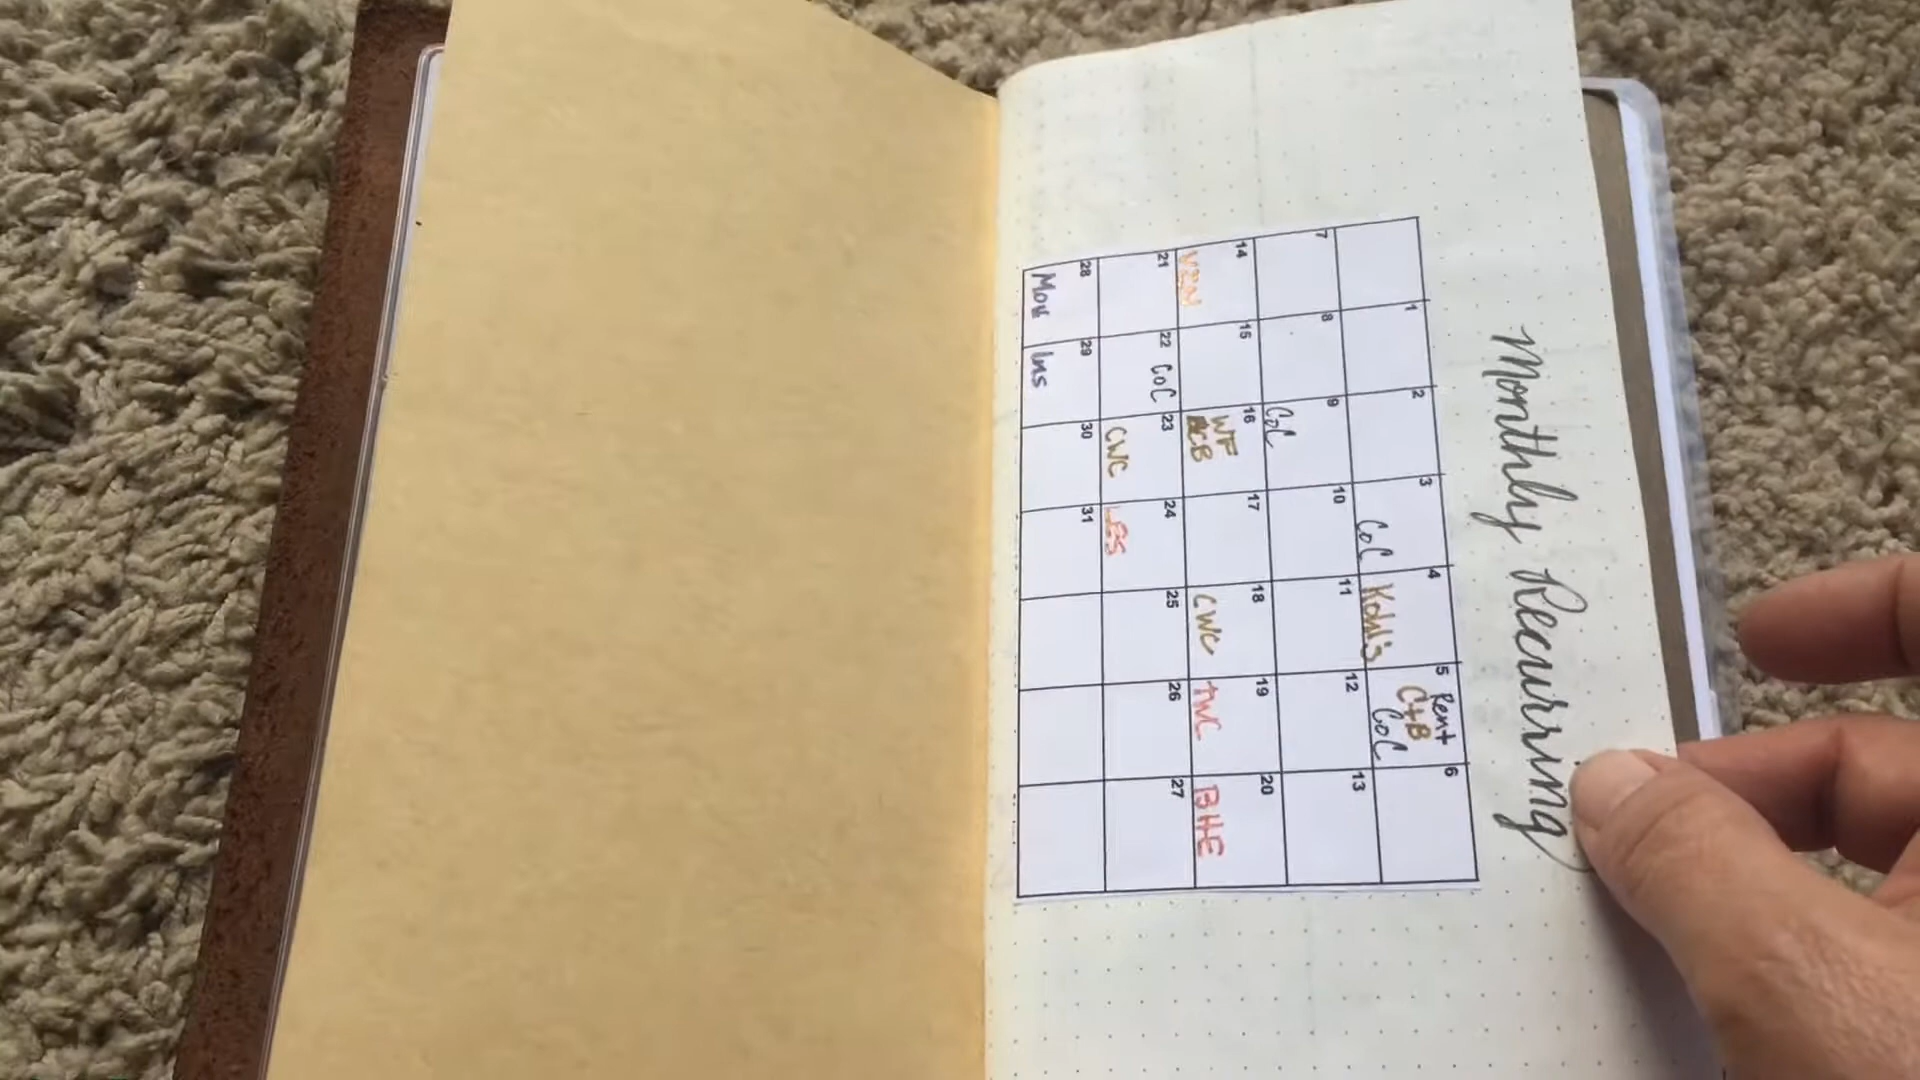 Monthly Recurring
1 2 3 4 5 6
Rent
C+B
CoC Kohl's CoC
7 8 9 10 11 12 13
CoC
14 15 16 17 18 19 20
WF
VZN CWC TWC BHE
21 22 23 24 25 26 27
CoC
CWC LES
28 29 30 31
Ins